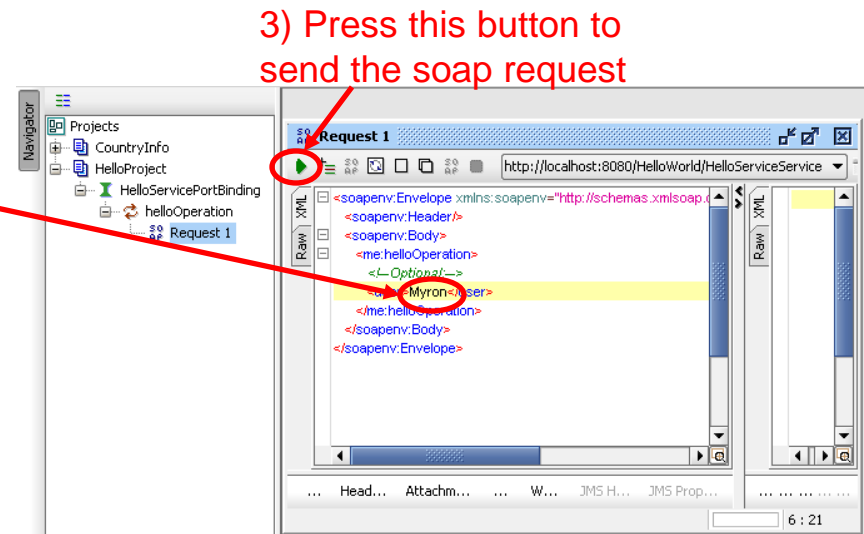 3) Press this button to
send the soap request
Navigator
Projects
CountryInfo
HelloProject
HelloServicePortBinding
helloOperation
Request 1
Request 1
http://localhost:8080/HelloWorld/HelloServiceService
XML
Raw
<soapenv:Envelope xmlns:soapenv="http://schemas.xmlsoap.
<soapenv:Header/>
<soapenv:Body>
<me:helloOperation>
<!--Optional:-->
Myron</user>
</me:helloOperation>
</soapenv:Body>
</soapenv:Envelope>
XML
Raw
... Head... Attachm... ... W... JMS H... JMS Prop...
... ... ... ... ...
6 : 21